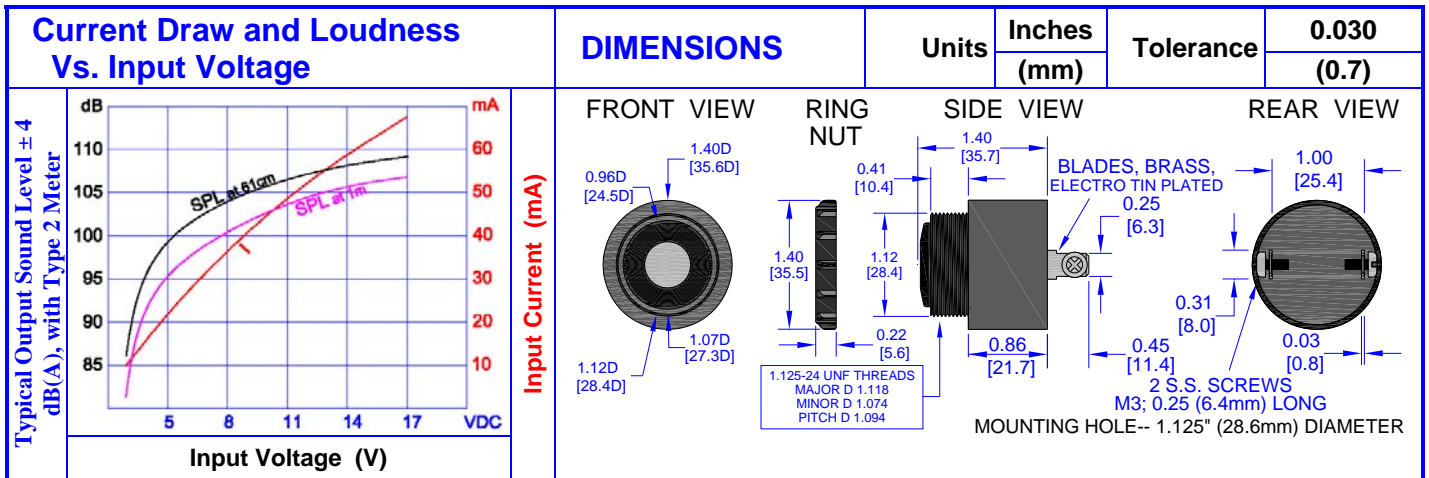 Current Draw and Loudness
Vs. Input Voltage
DIMENSIONS
Units
Inches
(mm)
Tolerance
0.030
(0.7)
Typical Output Sound Level ± 4
dB(A), with Type 2 Meter
dB
110
105
100
95
90
85
SPL at 61cm
SPL at 1m
I
mA
60
50
40
30
20
10
5 8 11 14 17 VDC
Input Voltage (V)
Input Current (mA)
FRONT VIEW
1.40D
[35.6D]
0.96D
[24.5D]
1.07D
[27.3D]
1.12D
[28.4D]
RING
NUT
1.40
[35.5]
0.22
[5.6]
SIDE VIEW
1.40
[35.7]
0.41
[10.4]
1.12
[28.4]
BLADES, BRASS,
ELECTRO TIN PLATED
0.25
[6.3]
0.86
[21.7]
0.45
[11.4]
1.125-24 UNF THREADS
MAJOR D 1.118
MINOR D 1.074
PITCH D 1.094
REAR VIEW
1.00
[25.4]
0.31
[8.0]
0.03
[0.8]
2 S.S. SCREWS
M3; 0.25 (6.4mm) LONG
MOUNTING HOLE-- 1.125" (28.6mm) DIAMETER